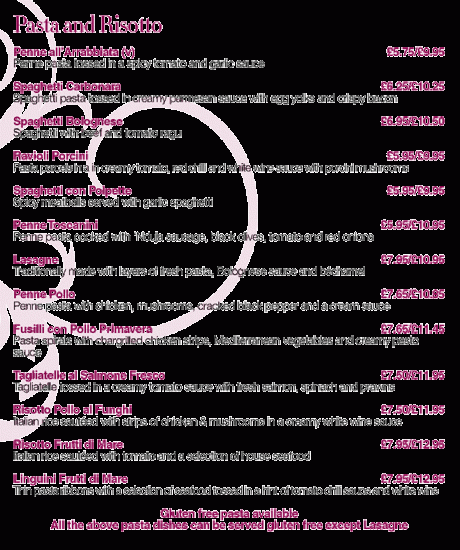 Pasta and Risotto
Penne all'Arrabbiata (v) £5.75/£9.95
Penne pasta tossed in a spicy tomato and garlic sauce
Spaghetti Carbonara £6.25/£10.25
Spaghetti pasta tossed in creamy parmesan sauce with egg yolks and crispy bacon
Spaghetti Bolognese £6.95/£10.50
Spaghetti with beef and tomato ragu
Ravioli Porcini £5.95/£9.95
Pasta parcels in a in creamy tomato, red chilli and white wine sauce with porcini mushrooms
Spaghetti con Polpette £5.95/£9.95
Spicy meatballs served with garlic spaghetti
Penne Toscanini £5.95/£10.95
Penne pasta cooked with 'Nduja sausage, black olives, tomato and red onions
Lasagne £7.95/£10.95
Traditionally made with layers of fresh pasta, Bolognese sauce and béchamel
Penne Pollo
Penne pasta with chicken, mushrooms, cracked black pepper and a cream sauce
Fusilli con Pollo Primavera £7.65/£11.45
Pasta spirals with chargrilled chicken strips, Mediterranean vegetables and creamy pesto
sauce
Tagliatelle al Salmone Fresco £7.50/£11.95
Tagliatelle tossed in a creamy tomato sauce with fresh salmon, spinach and prawns
Risotto Pollo ai Funghi £7.50/£11.95
Italian rice sautéed with strips of chicken & mushrooms in a creamy white wine sauce
Risotto Frutti di Mare £7.95/£12.95
Italian rice sautéed with tomato and a selection of house seafood
Linguini Frutti di Mare £7.95/£12.95
Thin pasta ribbons with a selection of seafood tossed in a hint of tomato chilli sauce and white wine
Gluten free pasta available
All the above pasta dishes can be served gluten free except Lasagne